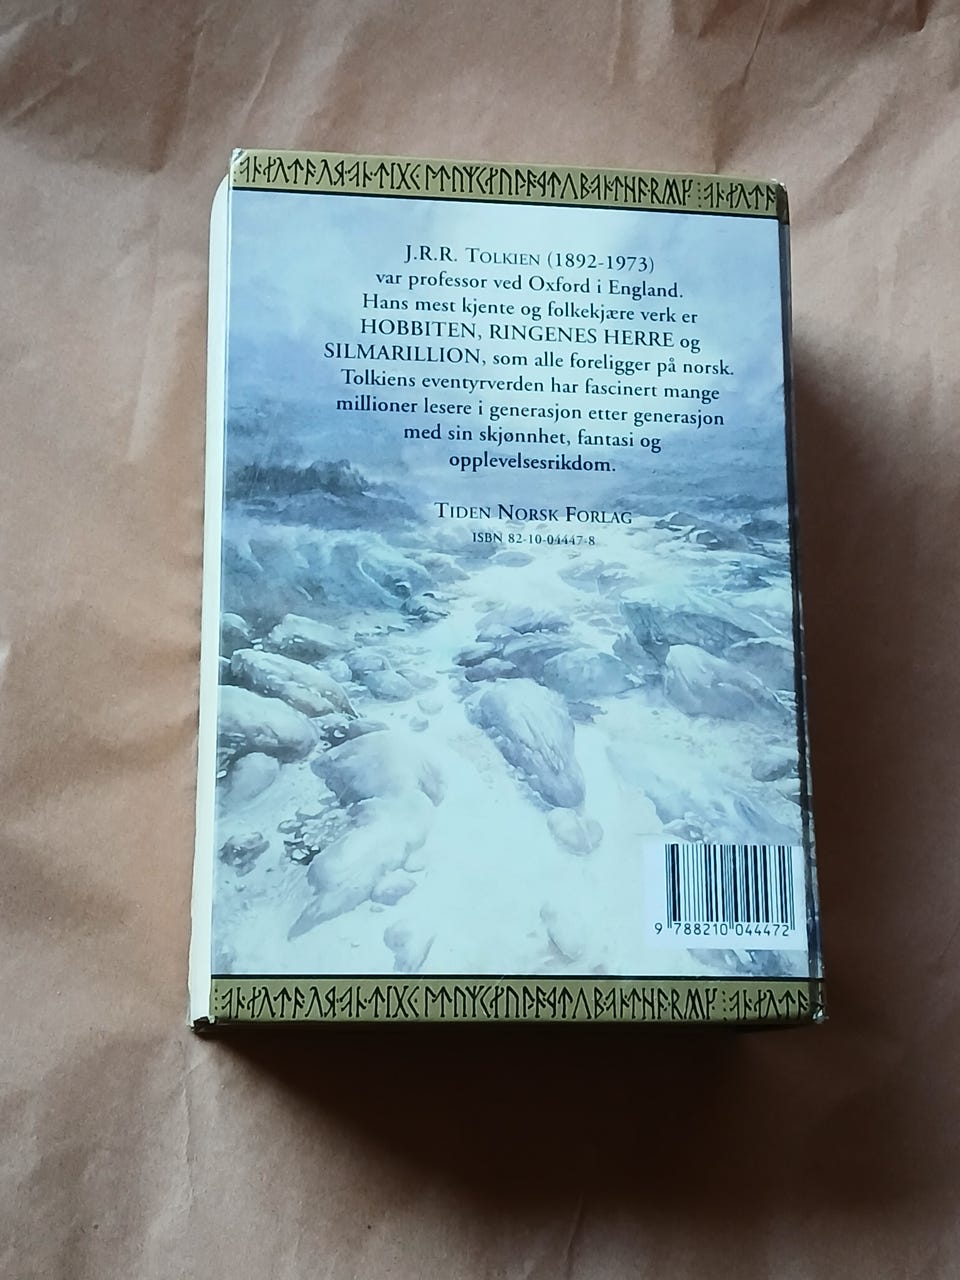 J.R.R. TOLKIEN (1892-1973)
var professor ved Oxford i England.
Hans mest kjente og folkekjære verk er
HOBBITEN, RINGENES HERRE og
SILMARILLION, som alle foreligger på norsk.
Tolkiens eventyrverden har fascinert mange
millioner lesere i generasjon etter generasjon
med sin skjønnhet, fantasi og
opplevelsesrikdom.
TIDEN NORSK FORLAG
ISBN 82-10-04447-8
9 788210 044472